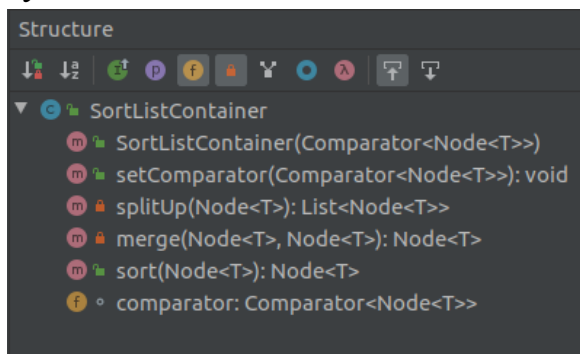 Structure
SortListContainer
SortListContainer(Comparator<Node<T>>)
setComparator(Comparator<Node<T>>): void
splitUp(Node<T>): List<Node<T>>
merge(Node<T>, Node<T>): Node<T>
sort(Node<T>): Node<T>
comparator: Comparator<Node<T>>